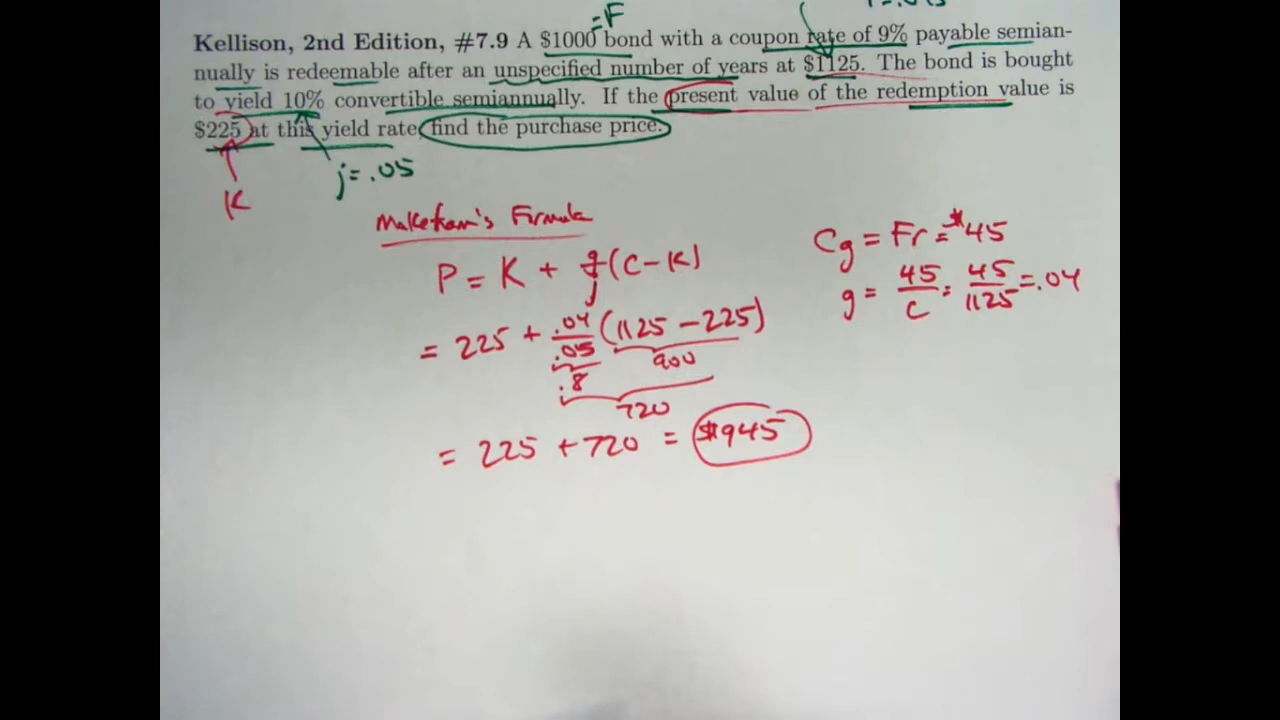 = F
Kellison, 2nd Edition, #7.9 A $1000 bond with a coupon rate of 9% payable semian-
nually is redeemable after an unspecified number of years at $1125. The bond is bought
to yield 10% convertible semiannually. If the present value of the redemption value is
$225 at this yield rate, find the purchase price.
K
j = .05
Makeham's Formula
P = K + g/j (C - K)
= 225 + .04/.05 (1125 - 225)
.8
900
720
= 225 + 720 = $945
Cg = Fr = $45
g = 45/C = 45/1125 = .04